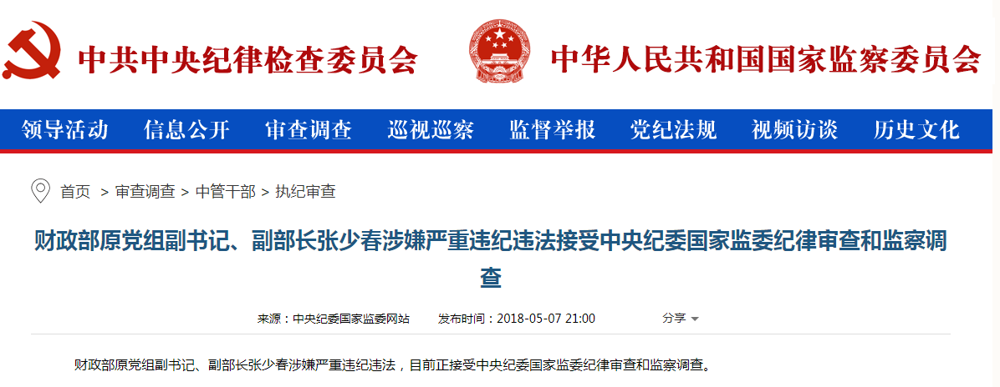 中共中央纪律检查委员会 中华人民共和国国家监察委员会
领导活动 信息公开 审查调查 巡视巡察 监督举报 党纪法规 视频访谈 历史文化
首页 > 审查调查 > 中管干部 > 执纪审查
财政部原党组副书记、副部长张少春涉嫌严重违纪违法接受中央纪委国家监委纪律审查和监察调
查
来源：中央纪委国家监委网站 发布时间：2018-05-07 21:00 分享
财政部原党组副书记、副部长张少春涉嫌严重违纪违法，目前正接受中央纪委国家监委纪律审查和监察调查。